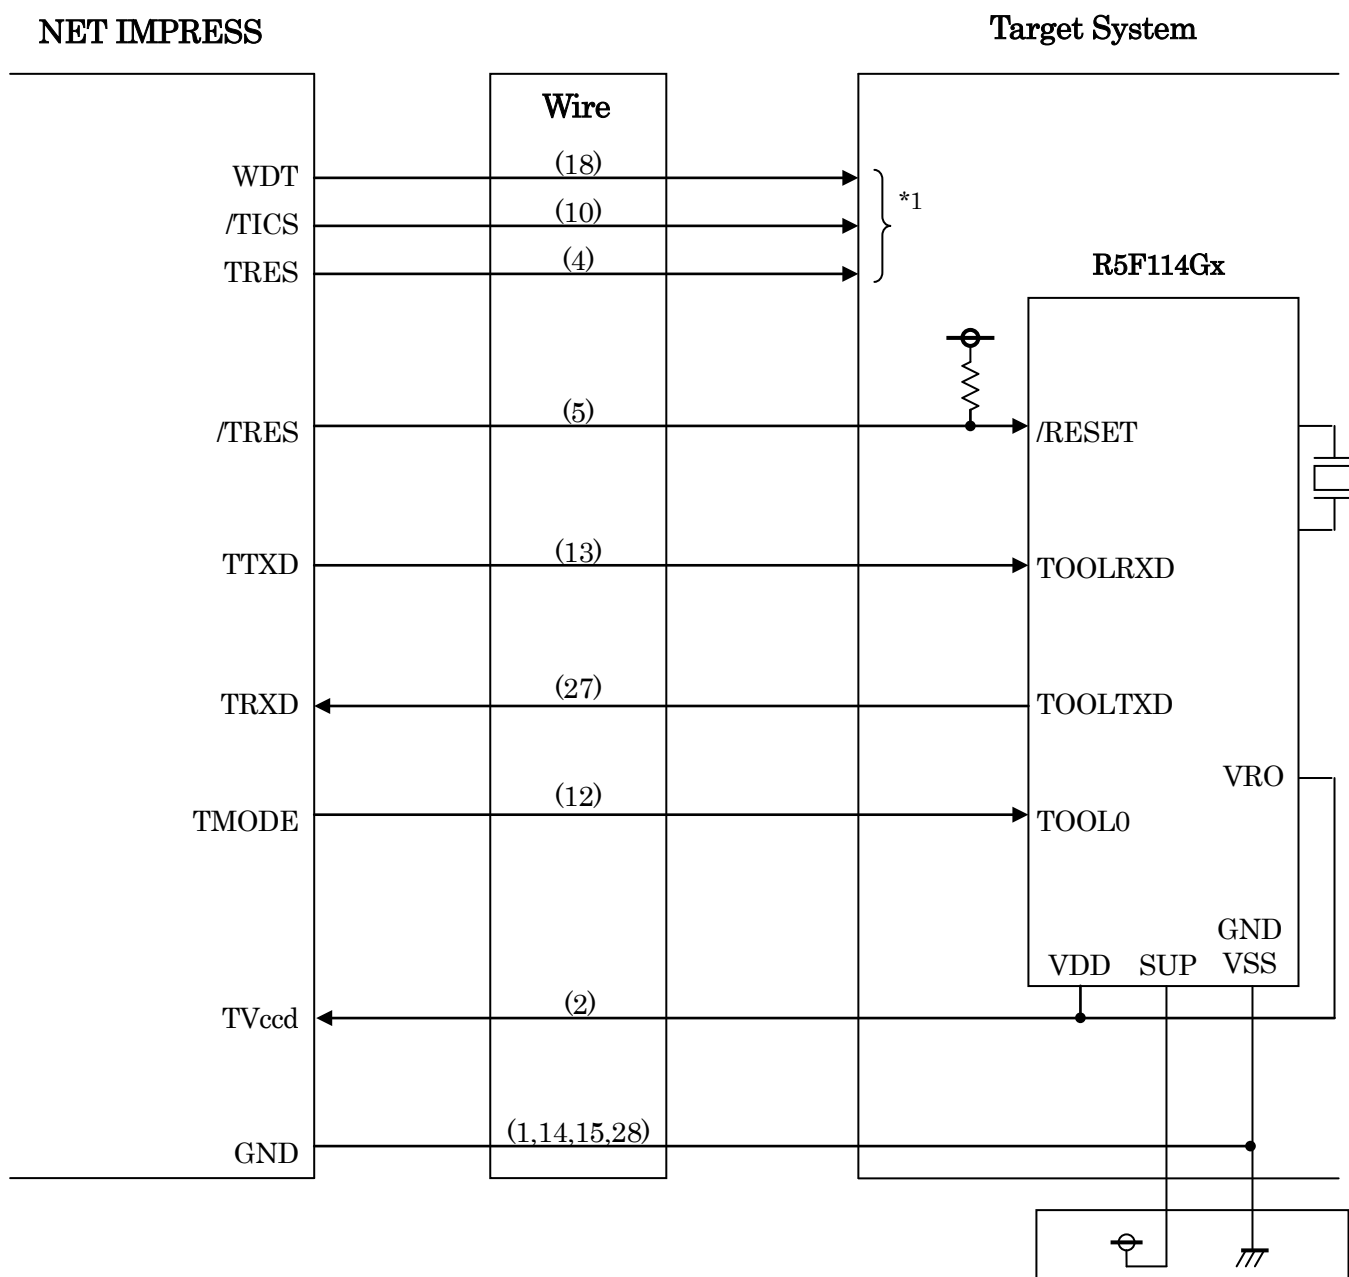 NET IMPRESS
Target System
Wire
WDT
(18)
*1
/TICS
(10)
TRES
(4)
R5F114Gx
/TRES
(5)
/RESET
TTXD
(13)
TOOLRXD
TRXD
(27)
TOOLTXD
VRO
TMODE
(12)
TOOL0
GND
VDD
SUP
VSS
TVccd
(2)
GND
(1,14,15,28)